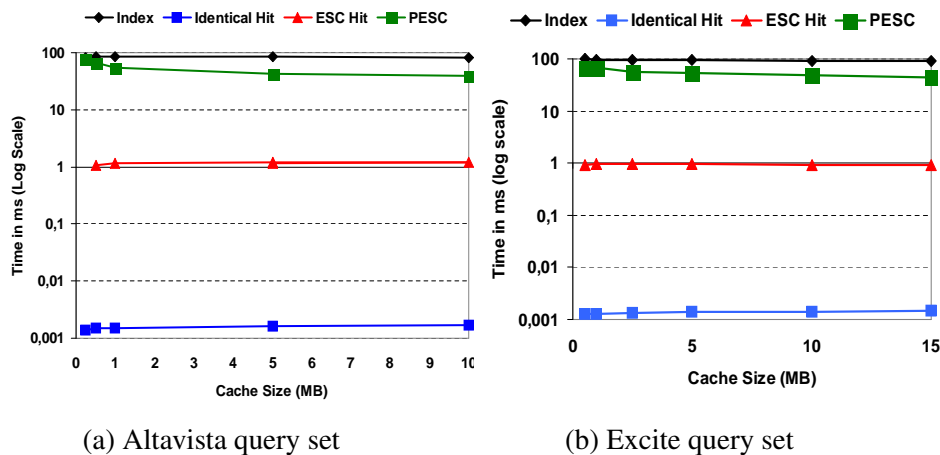 Index Identical Hit ESC Hit PESC
100
10
1
0,1
0,01
0,001
Time in ms (Log Scale)
0 1 2 3 4 5 6 7 8 9 10
Cache Size (MB)
(a) Altavista query set
Index Identical Hit ESC Hit PESC
100
10
1
0,1
0,01
0,001
Time in ms (log scale)
0 5 10 15
Cache Size (MB)
(b) Excite query set